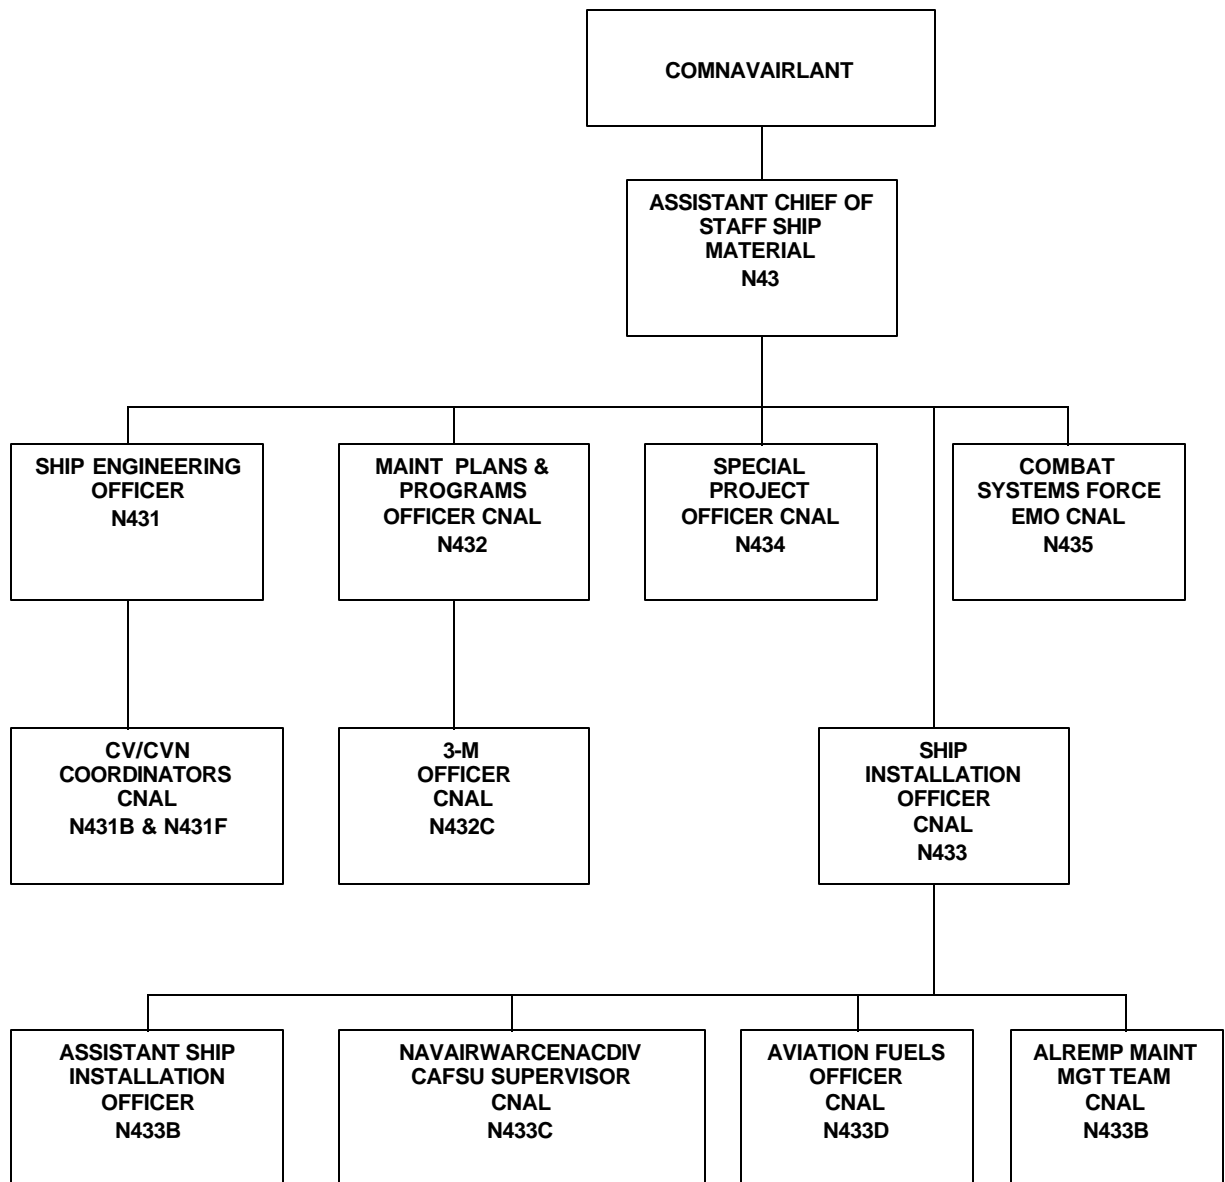 COMNAVAIRLANT
ASSISTANT CHIEF OF
STAFF SHIP
MATERIAL
N43
SHIP ENGINEERING
OFFICER
N431
MAINT PLANS &
PROGRAMS
OFFICER CNAL
N432
SPECIAL
PROJECT
OFFICER CNAL
N434
COMBAT
SYSTEMS FORCE
EMO CNAL
N435
CV/CVN
COORDINATORS
CNAL
N431B & N431F
3-M
OFFICER
CNAL
N432C
SHIP
INSTALLATION
OFFICER
CNAL
N433
ASSISTANT SHIP
INSTALLATION
OFFICER
N433B
NAVAIRWARCENACDIV
CAFSU SUPERVISOR
CNAL
N433C
AVIATION FUELS
OFFICER
CNAL
N433D
ALREMP MAINT
MGT TEAM
CNAL
N433B